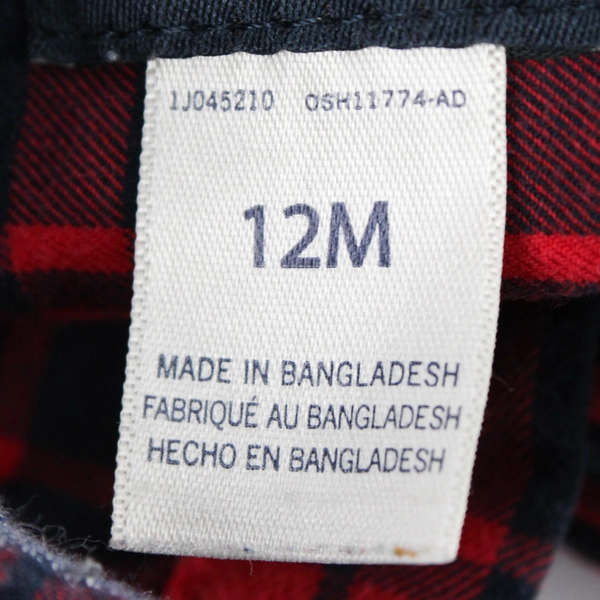 1J045210 OSH11774-AD
12M
MADE IN BANGLADESH
FABRIQUÉ AU BANGLADESH
HECHO EN BANGLADESH